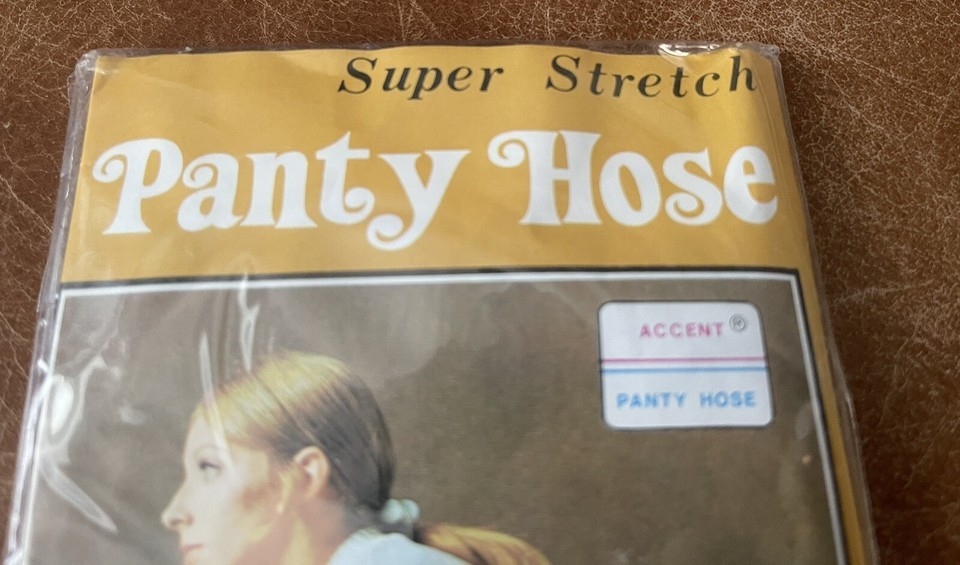 Super Stretch
Panty Hose
ACCENT®
PANTY HOSE